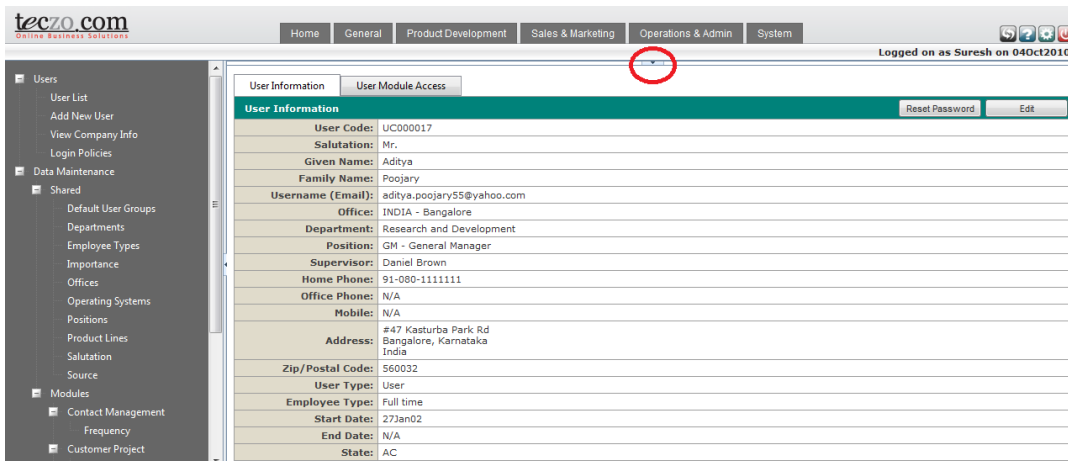 teczo.com
Online Business Solutions
Home General Product Development Sales & Marketing Operations & Admin System
Logged on as Suresh on 04Oct2010
Users
User List
Add New User
View Company Info
Login Policies
Data Maintenance
Shared
Default User Groups
Departments
Employee Types
Importance
Offices
Operating Systems
Positions
Product Lines
Salutation
Source
Modules
Contact Management
Frequency
Customer Project
User Information User Module Access
User Information Reset Password Edit
User Code: UC000017
Salutation: Mr.
Given Name: Aditya
Family Name: Poojary
Username (Email): aditya.poojary55@yahoo.com
Office: INDIA - Bangalore
Department: Research and Development
Position: GM - General Manager
Supervisor: Daniel Brown
Home Phone: 91-080-1111111
Office Phone: N/A
Mobile: N/A
Address: #47 Kasturba Park Rd
Bangalore, Karnataka
India
Zip/Postal Code: 560032
User Type: User
Employee Type: Full time
Start Date: 27Jan02
End Date: N/A
State: AC